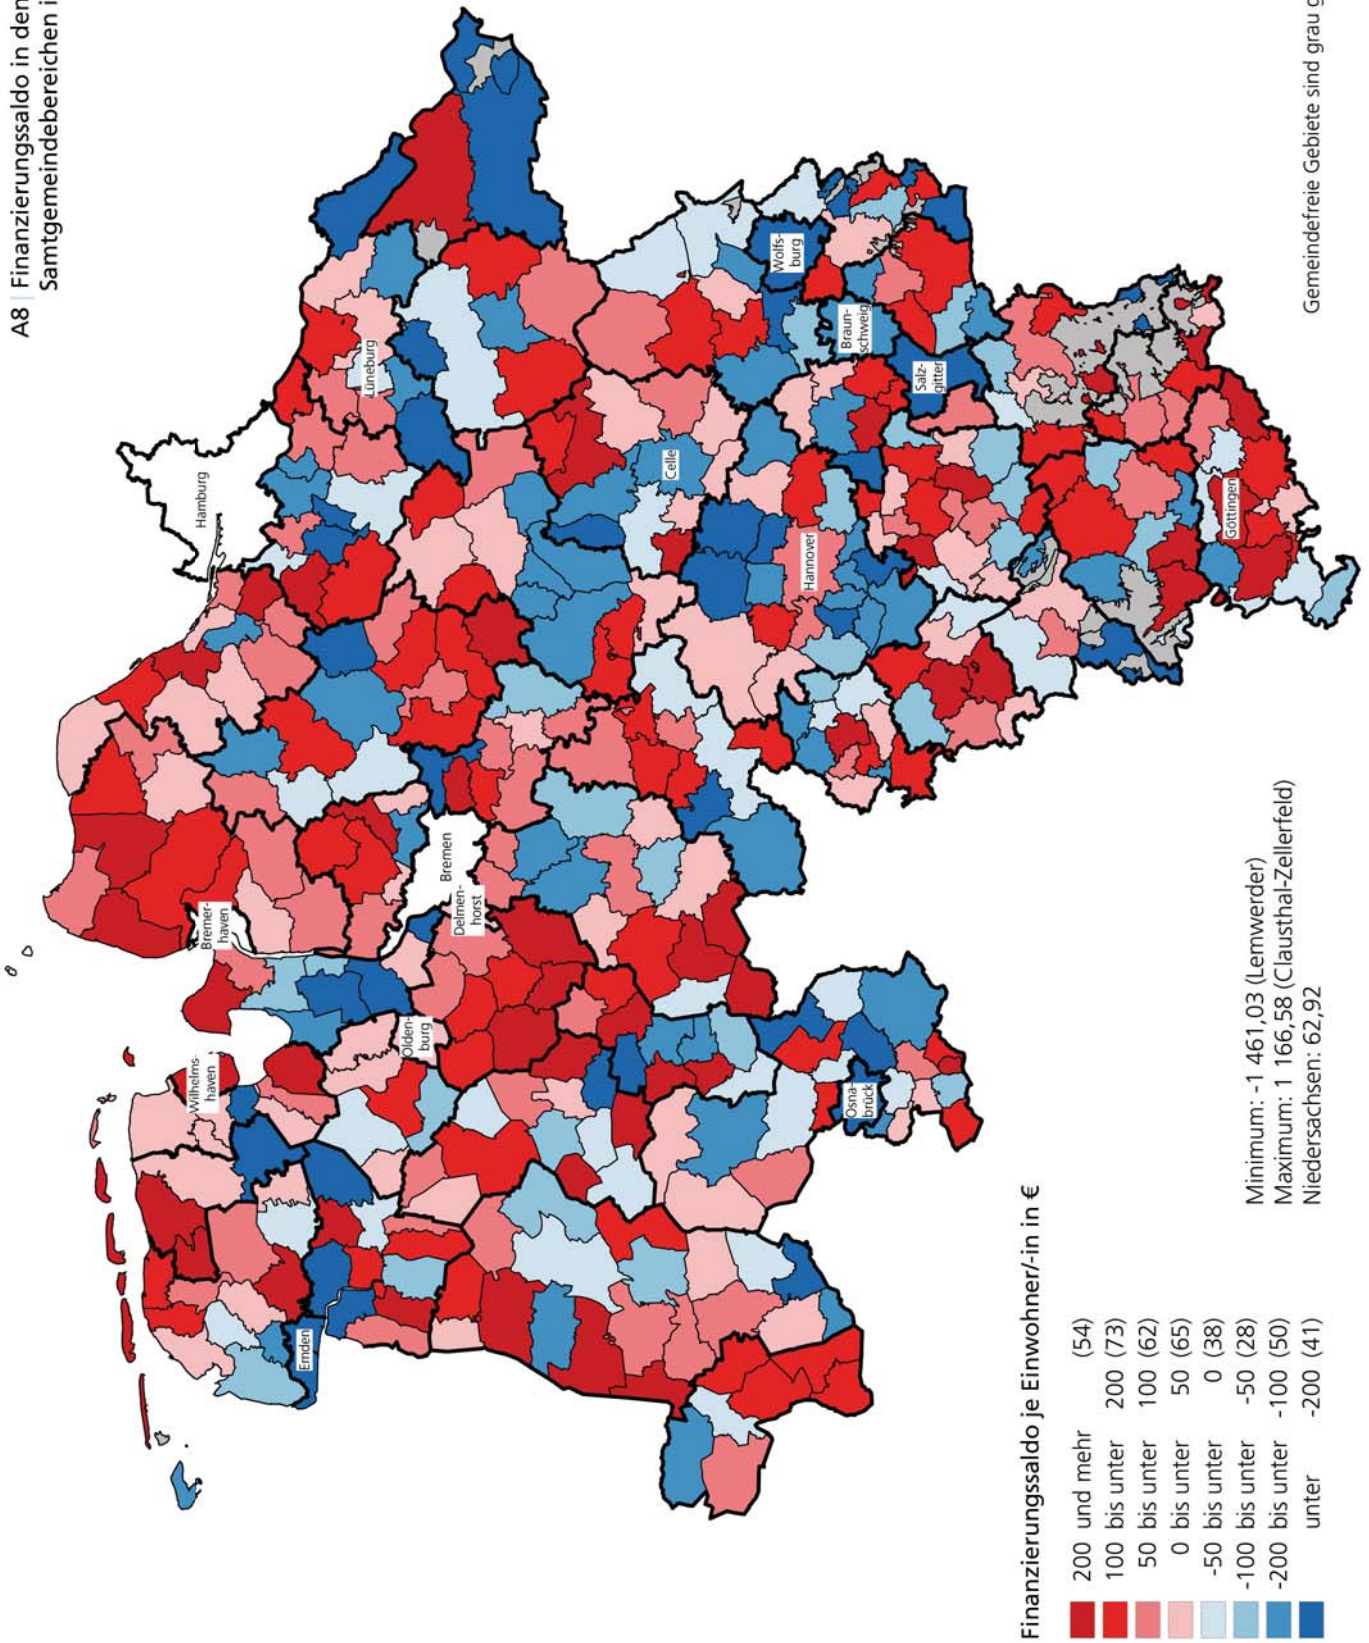 A8 | Finanzierungssaldo in den
Samtgemeindebereichen i
Hamburg
Lüneburg
Bremer-
haven
Wilhelms-
haven
Emden
Olden-
burg
Delmen-
horst
Bremen
Celle
Wolfs-
burg
Braun-
schweig
Hannover
Salz-
gitter
Osna-
brück
Göttingen
Finanzierungssaldo je Einwohner/-in in €
200 und mehr (54)
100 bis unter 200 (73)
50 bis unter 100 (62)
0 bis unter 50 (65)
-50 bis unter 0 (38)
-100 bis unter -50 (28)
-200 bis unter -100 (50)
unter -200 (41)
Minimum: -1 461,03 (Lemwerder)
Maximum: 1 166,58 (Clausthal-Zellerfeld)
Niedersachsen: 62,92
Gemeindefreie Gebiete sind grau g